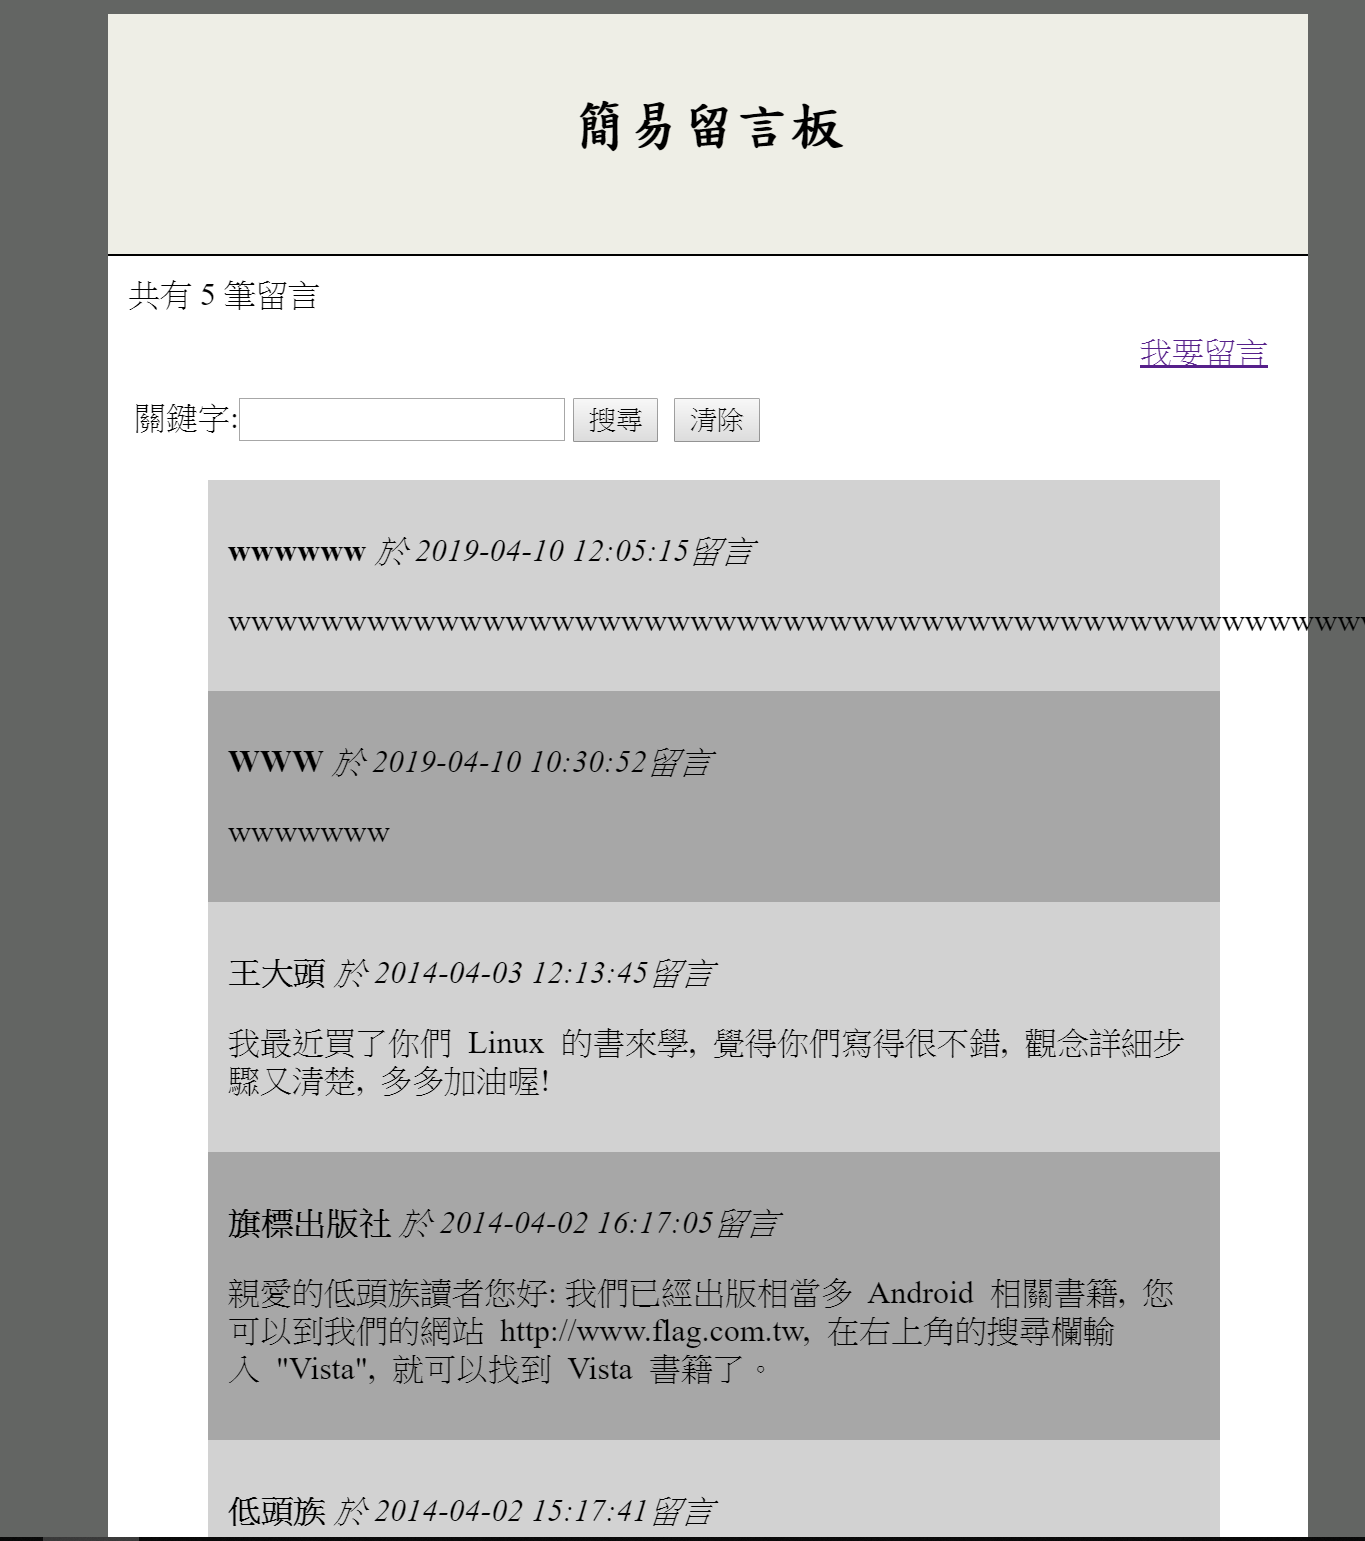 簡易留言板
共有 5 筆留言
我要留言
關鍵字: 搜尋 清除
wwwwww 於 2019-04-10 12:05:15留言
wwwwwwwwwwwwwwwwwwwwwwwwwwwwwwwwwwwwwwwwwwwwwwwww
WWW 於 2019-04-10 10:30:52留言
wwwwwww
王大頭 於 2014-04-03 12:13:45留言
我最近買了你們 Linux 的書來學, 覺得你們寫得很不錯, 觀念詳細步
驟又清楚, 多多加油喔!
旗標出版社 於 2014-04-02 16:17:05留言
親愛的低頭族讀者您好: 我們已經出版相當多 Android 相關書籍, 您
可以到我們的網站 http://www.flag.com.tw, 在右上角的搜尋欄輸
入 "Vista", 就可以找到 Vista 書籍了。
低頭族 於 2014-04-02 15:17:41留言